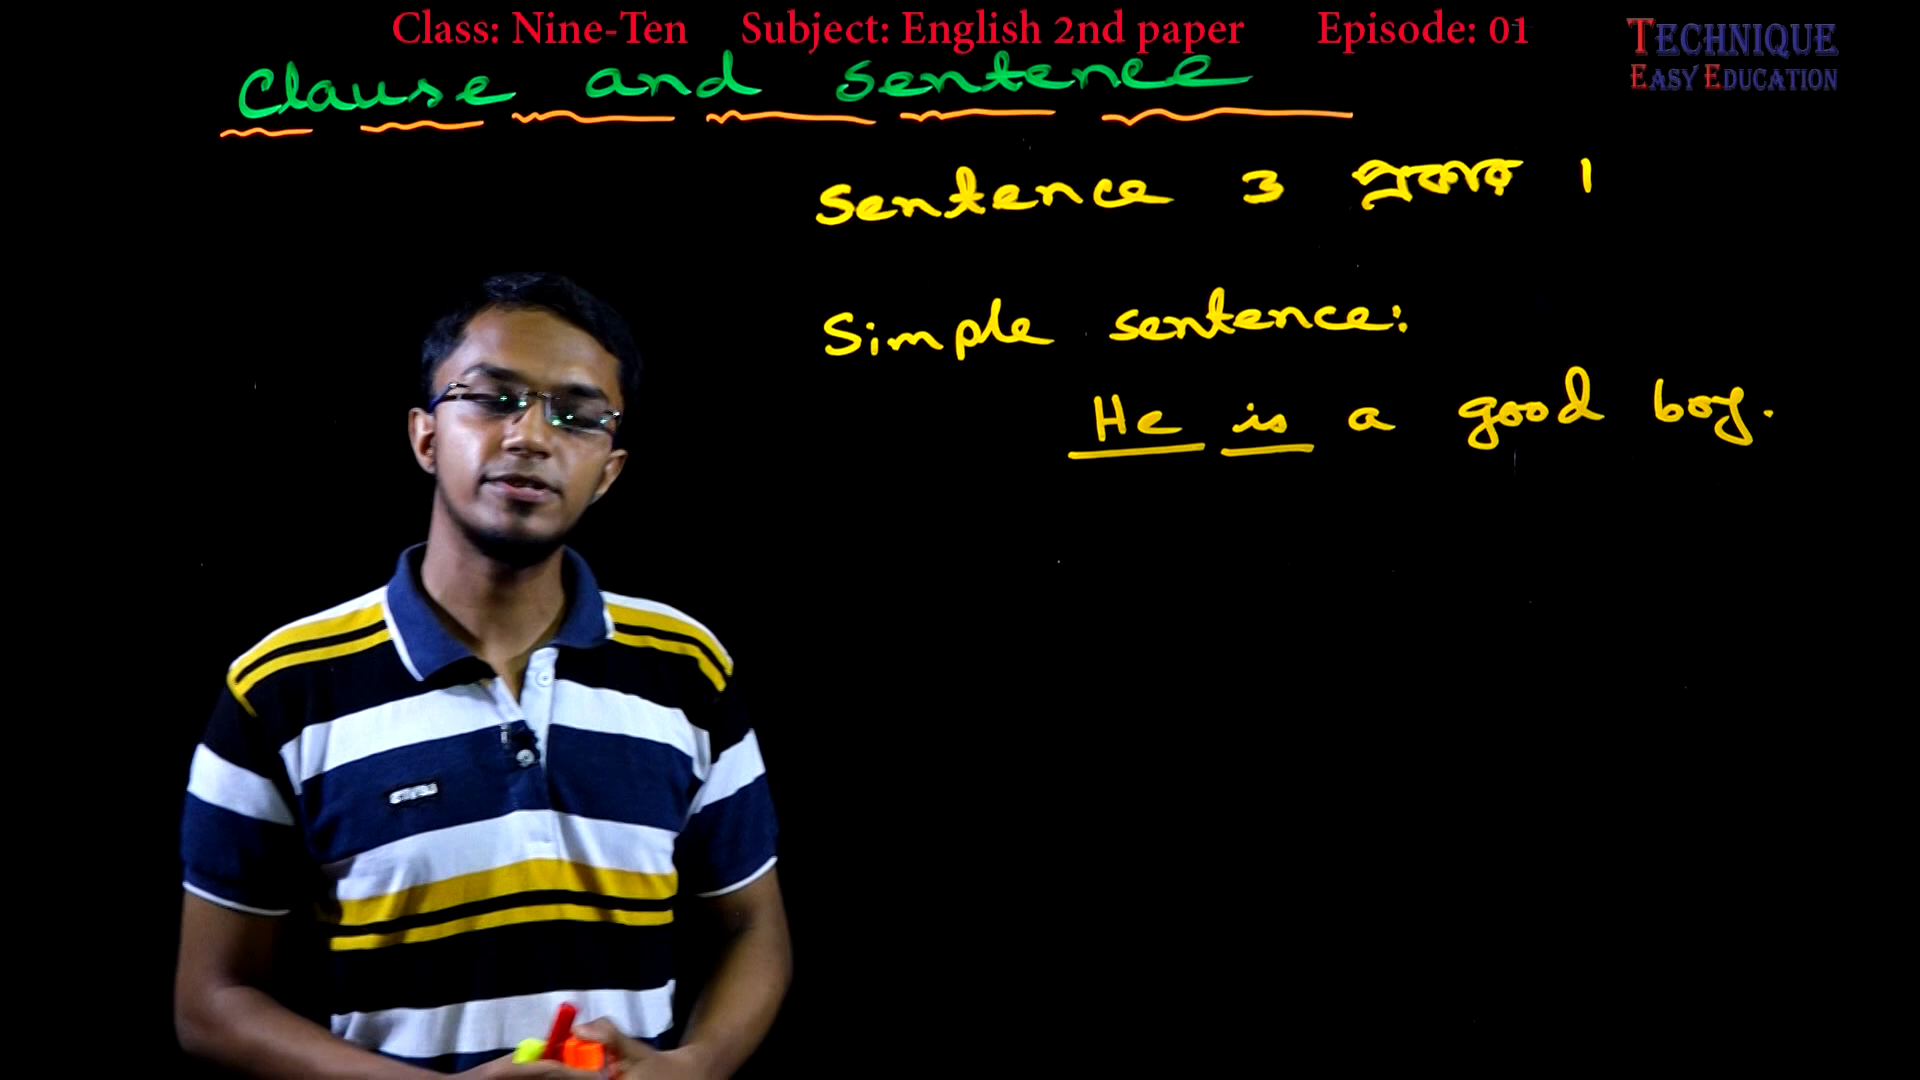 Class: Nine-Ten Subject: English 2nd paper Episode: 01
TECHNIQUE
EASY EDUCATION
Clause and sentence
Sentence 3 প্রকার ।
Simple sentence:
He is a good boy.